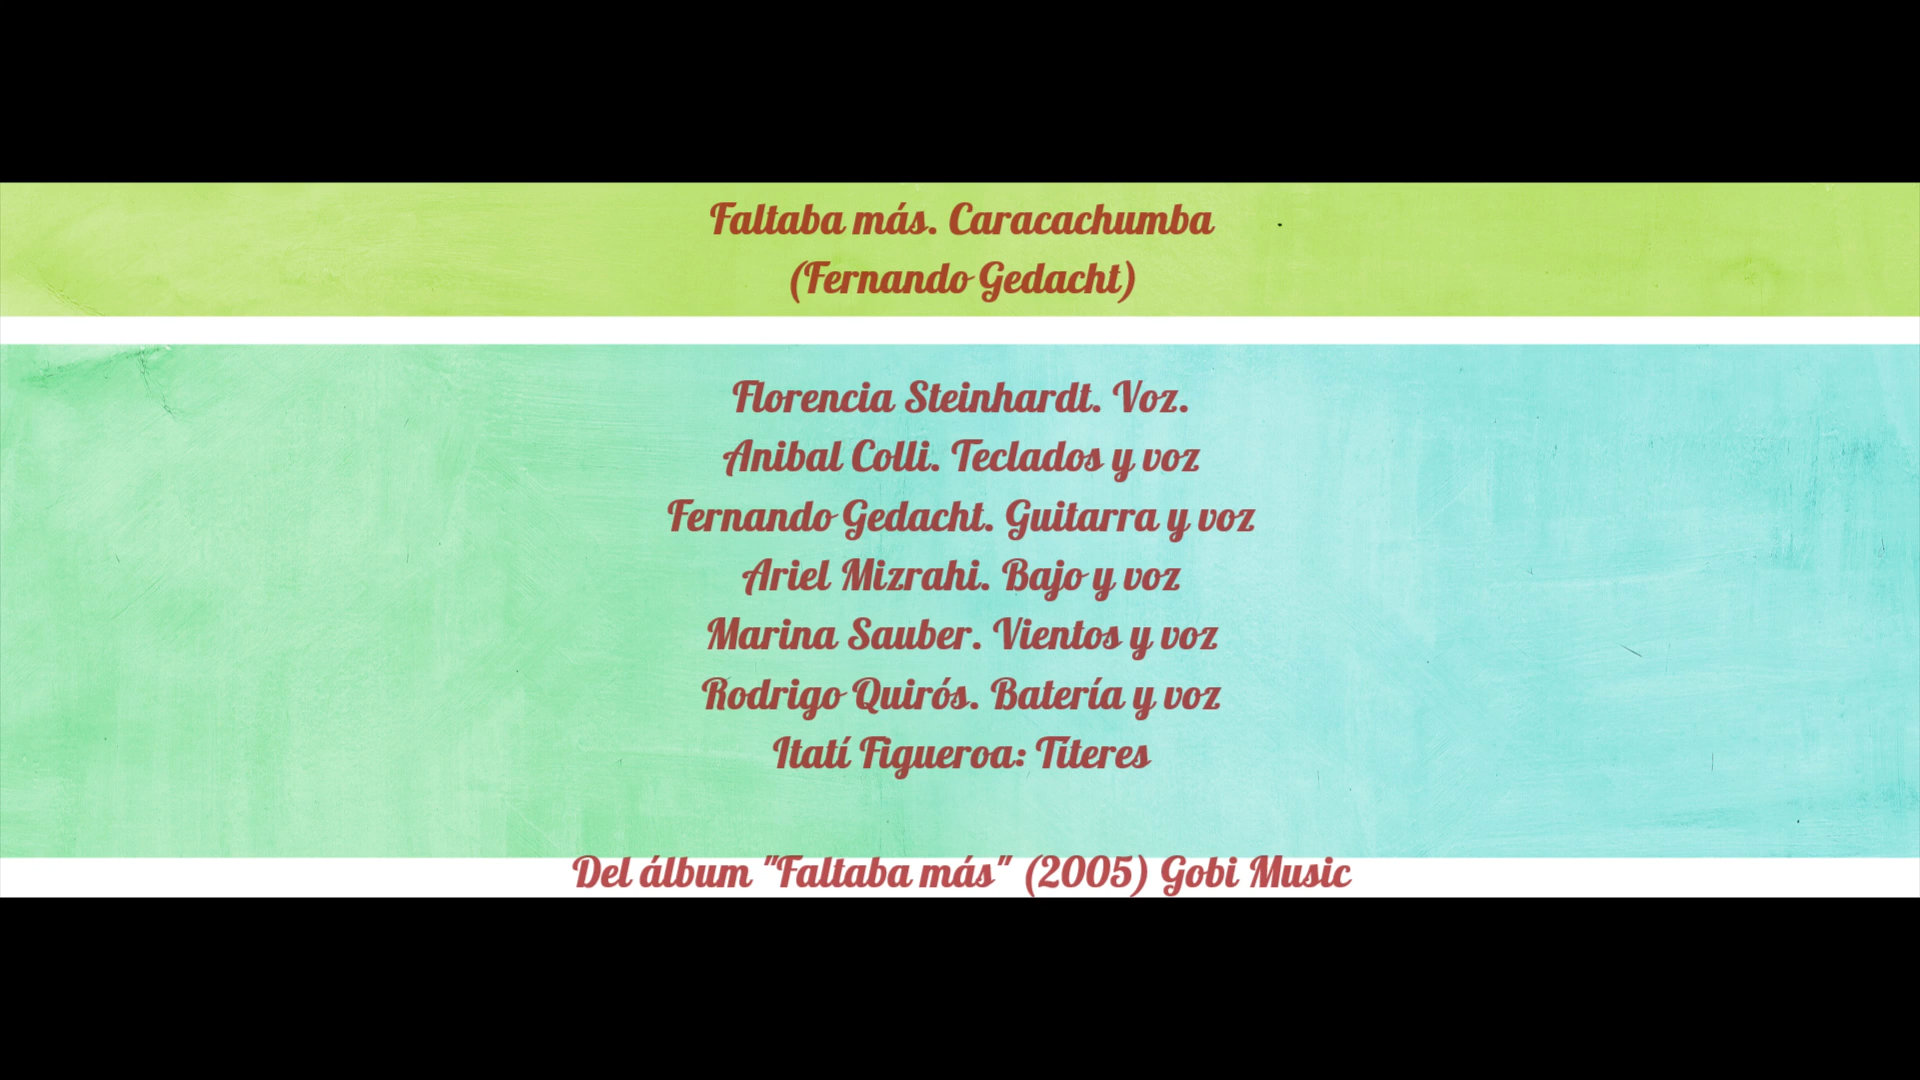 Faltaba más. Caracachumba
(Fernando Gedacht)
Florencia Steinhardt. Voz.
Anibal Colli. Teclados y voz
Fernando Gedacht. Guitarra y voz
Ariel Mizrahi. Bajo y voz
Marina Sauber. Vientos y voz
Rodrigo Quirós. Batería y voz
Itatí Figueroa: Títeres
Del álbum "Faltaba más" (2005) Gobi Music